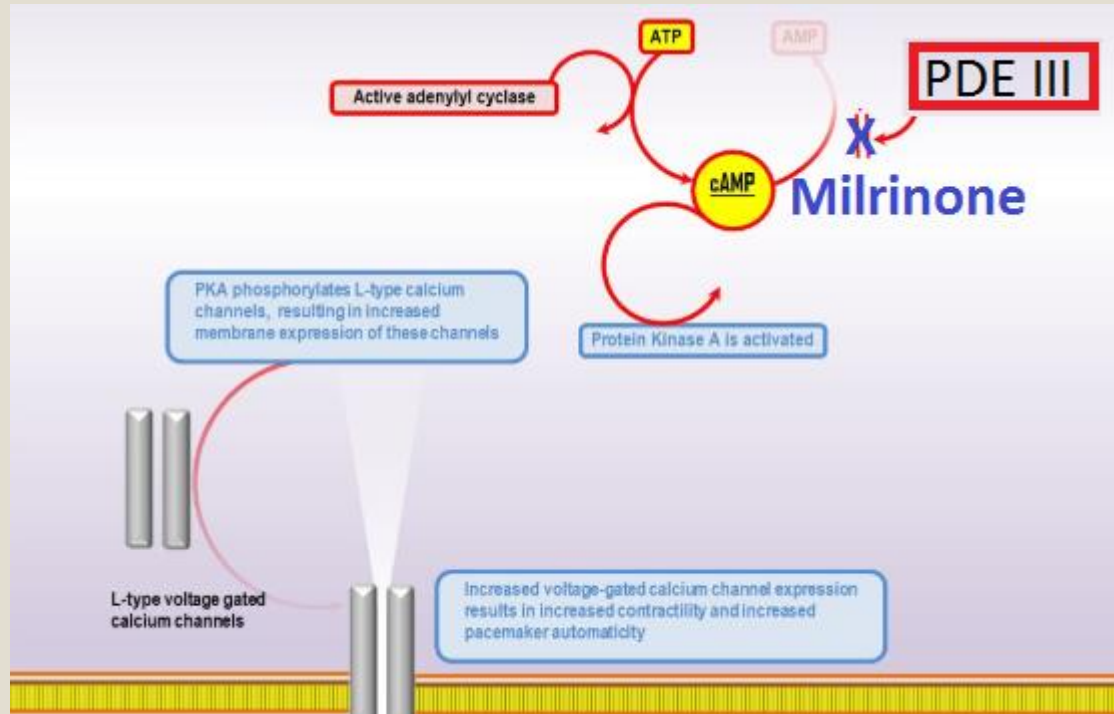 ATP
AMP
PDE III
Active adenylyl cyclase
X
cAMP
Milrinone
PKA phosphorylates L-type calcium
channels, resulting in increased
membrane expression of these channels
Protein Kinase A is activated
L-type voltage gated
calcium channels
Increased voltage-gated calcium channel expression
results in increased contractility and increased
pacemaker automaticity